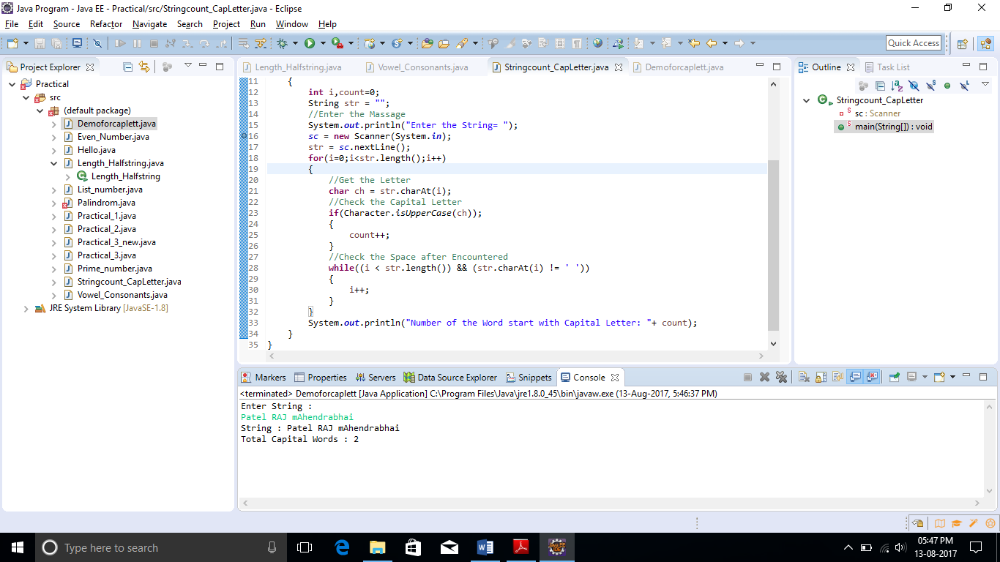 Java Program - Java EE - Practical/src/Stringcount_CapLetter.java - Eclipse
File Edit Source Refactor Navigate Search Project Run Window Help
Quick Access
Project Explorer
Practical
src
(default package)
Demoforcaplett.java
Even_Number.java
Hello.java
Length_Halfstring.java
Length_Halfstring
List_number.java
Palindrom.java
Practical_1.java
Practical_2.java
Practical_3_new.java
Practical_3.java
Prime_number.java
Stringcount_CapLetter.java
Vowel_Consonants.java
JRE System Library [JavaSE-1.8]
Length_Halfstring.java Vowel_Consonants.java Stringcount_CapLetter.java Demoforcaplett.java
11 {
12 int i,count=0;
13 String str = "";
14 //Enter the Massage
15 System.out.println("Enter the String= ");
16 sc = new Scanner(System.in);
17 str = sc.nextLine();
18 for(i=0;i<str.length();i++)
19 {
20 //Get the Letter
21 char ch = str.charAt(i);
22 //Check the Capital Letter
23 if(Character.isUpperCase(ch));
24 {
25 count++;
26 }
27 //Check the Space after Encountered
28 while((i < str.length()) && (str.charAt(i) != ' '))
29 {
30 i++;
31 }
32 }
33 System.out.println("Number of the Word start with Capital Letter: "+ count);
34 }
35 }
Outline Task List
Stringcount_CapLetter
sc : Scanner
main(String[]) : void
Markers Properties Servers Data Source Explorer Snippets Console
<terminated> Demoforcaplett [Java Application] C:\Program Files\Java\jre1.8.0_45\bin\javaw.exe (13-Aug-2017, 5:46:37 PM)
Enter String :
Patel RAJ mAhendrabhai
String : Patel RAJ mAhendrabhai
Total Capital Words : 2
Type here to search
05:47 PM
13-08-2017